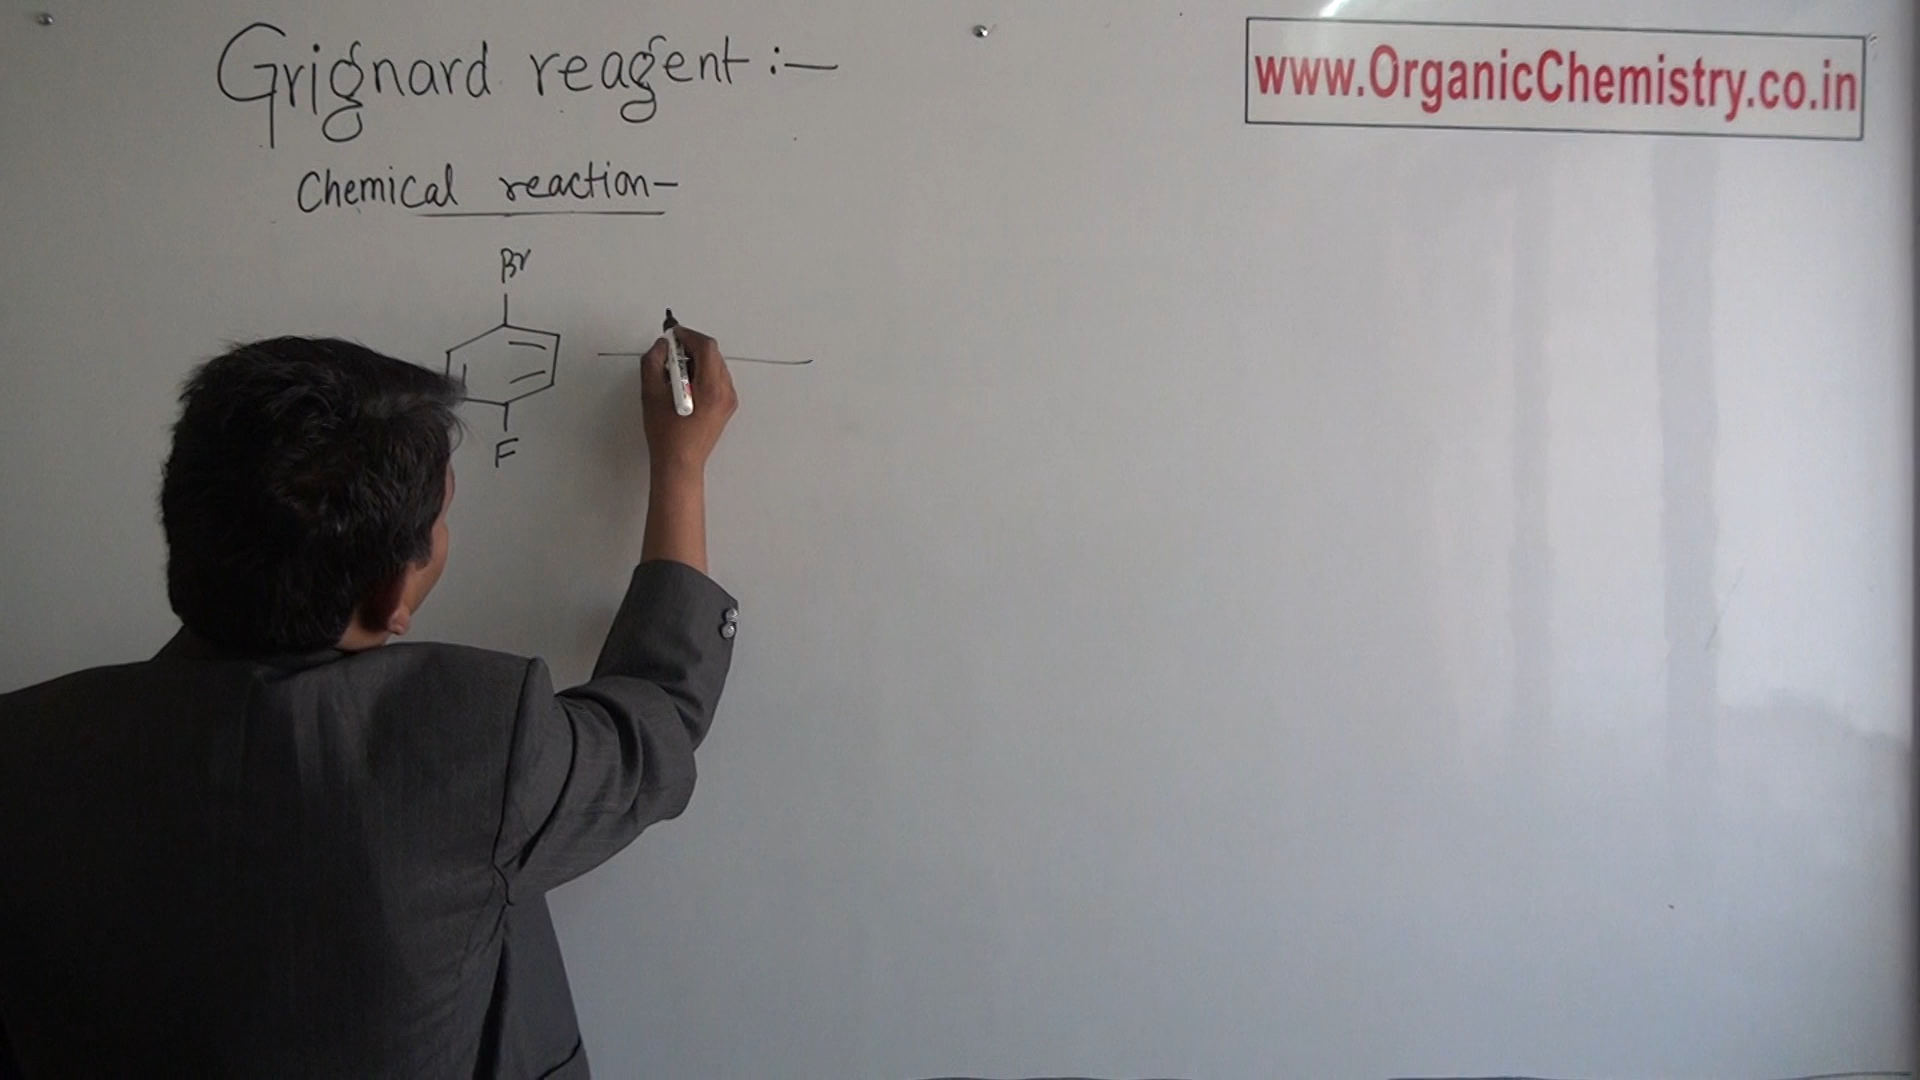 Grignard reagent :-
www.OrganicChemistry.co.in
Chemical reaction-
Br
F